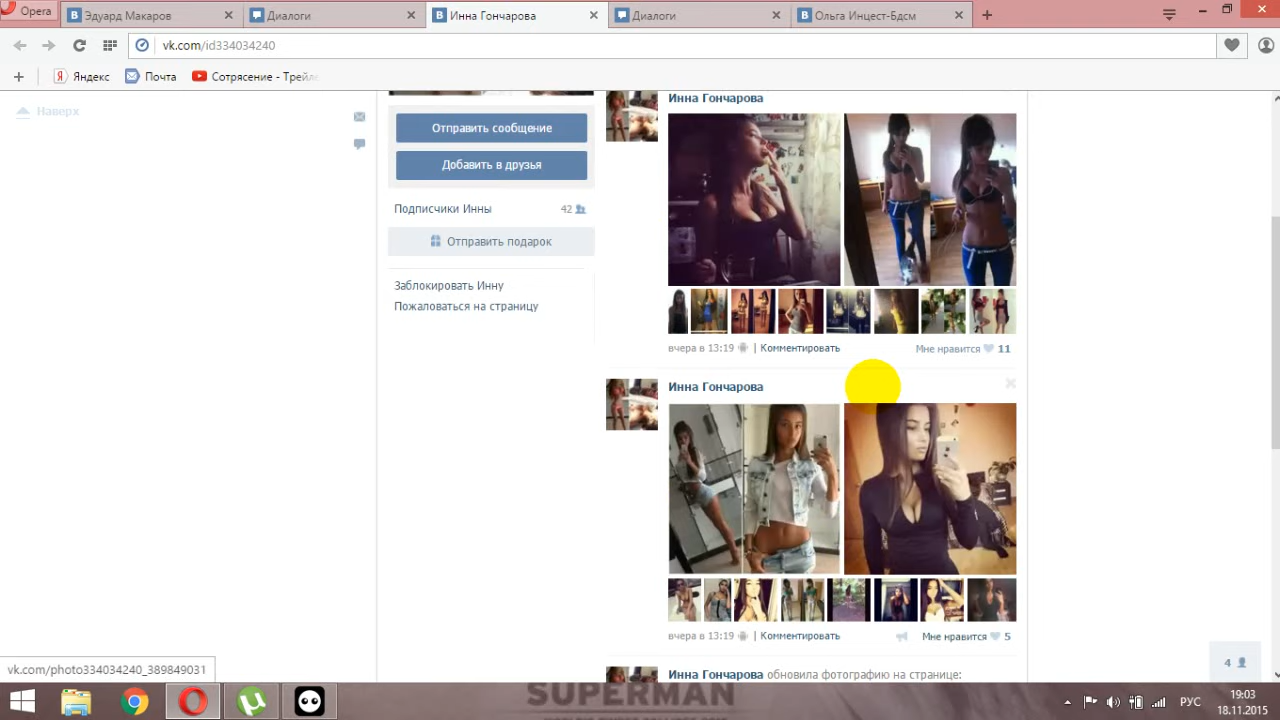 Opera
Эдуард Макаров
Диалоги
Инна Гончарова
Диалоги
Ольга Инцест-Бдсм
vk.com/id334034240
Яндекс
Почта
Сотрясение - Трейле
Наверх
Отправить сообщение
Добавить в друзья
Подписчики Инны 42
Отправить подарок
Заблокировать Инну
Пожаловаться на страницу
Инна Гончарова
вчера в 13:19 | Комментировать
Мне нравится 11
Инна Гончарова
вчера в 13:19 | Комментировать
Мне нравится 5
Инна Гончарова обновила фотографию на странице:
4
vk.com/photo334034240_389849031
SUPERMAN
РУС
19:03
18.11.2015